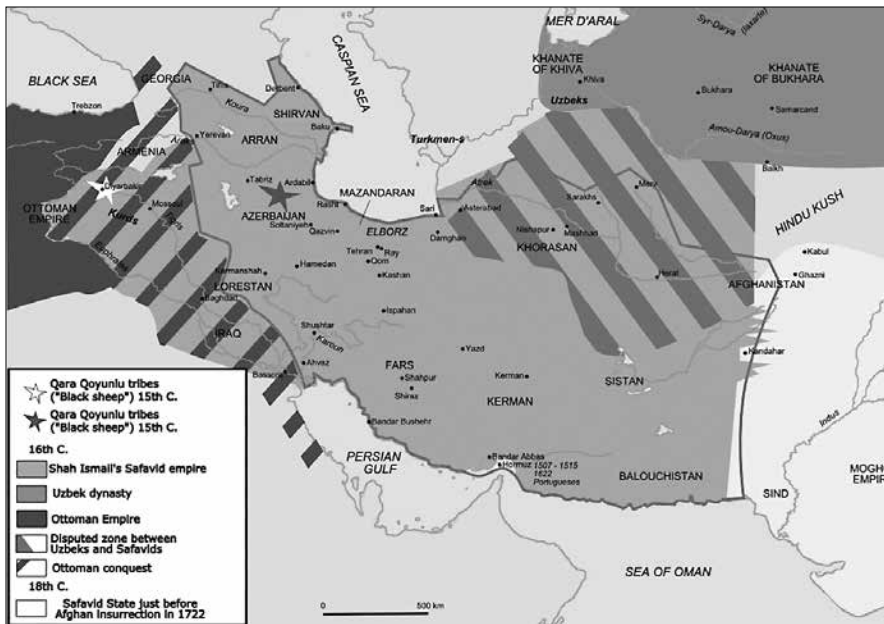 MER D'ARAL
Syr-Darya (Iaxarte)
KHANATE
OF KHIVA
Khiva
KHANATE
OF BUKHARA
Bukhara
Samarcand
Uzbeks
Amou-Darya (Oxus)
BLACK SEA
Trebzon
GEORGIA
Tiflis
Derbent
CASPIAN SEA
Koura
SHIRVAN
Baku
Yerevan
ARRAN
ARMENIA
Turkmen-s
Diyarbakir
Tabriz
Ardabil
Atrek
Balkh
OTTOMAN
EMPIRE
Kurds
Mossoul
Tigris
AZERBAIJAN
Soltaniyeh
Rasht
MAZANDARAN
Sari
Asterabad
Sarakhs
Merv
HINDU KUSH
Qazvin
ELBORZ
Damghan
Nishapur
Mashhad
KHORASAN
Tehran
Ray
Qom
Kashan
Kabul
Ghazni
Euphrates
Kermanshah
Hamedan
LORESTAN
Herat
AFGHANISTAN
Baghdad
Ispahan
IRAQ
Shushtar
Karoun
Yazd
Kandahar
Ahvaz
FARS
Shahpur
Shiraz
Kerman
KERMAN
SISTAN
Indus
Bandar Bushehr
PERSIAN
GULF
Bandar Abbas
Hormuz
1507 - 1515
1622
Portugueses
BALOUCHISTAN
SIND
MOGHO
EMPIR
SEA OF OMAN
0
500 km
Qara Qoyunlu tribes
("Black sheep") 15th C.
Qara Qoyunlu tribes
("Black sheep") 15th C.
16th C.
Shah Ismail's Safavid empire
Uzbek dynasty
Ottoman Empire
Disputed zone between
Uzbeks and Safavids
Ottoman conquest
18th C.
Safavid State just before
Afghan Insurrection in 1722